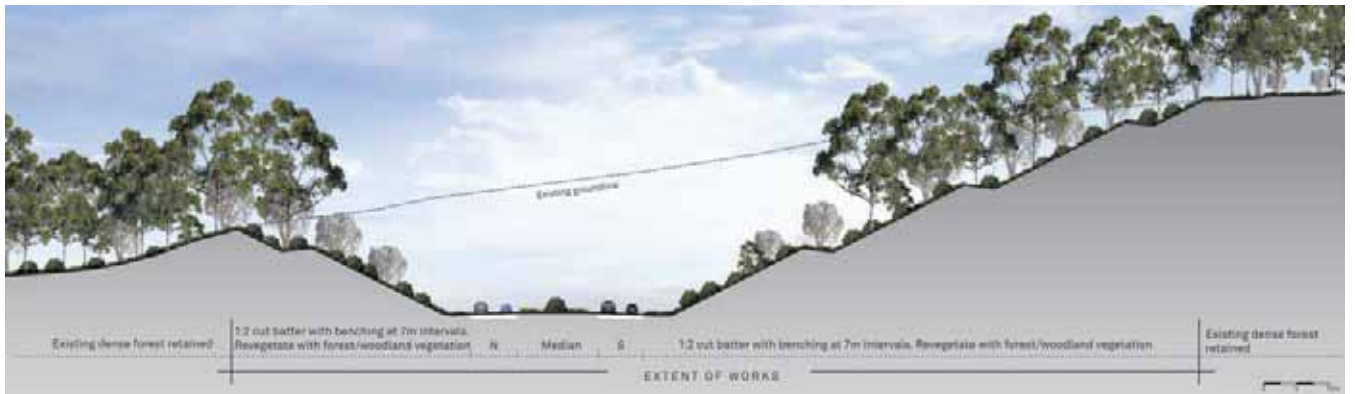 Existing groundline
Existing dense forest retained
1:2 cut batter with benching at 7m intervals.
Revegetate with forest/woodland vegetation
N
Median
S
1:2 cut batter with benching at 7m intervals. Revegetate with forest/woodland vegetation
Existing dense forest
retained
EXTENT OF WORKS